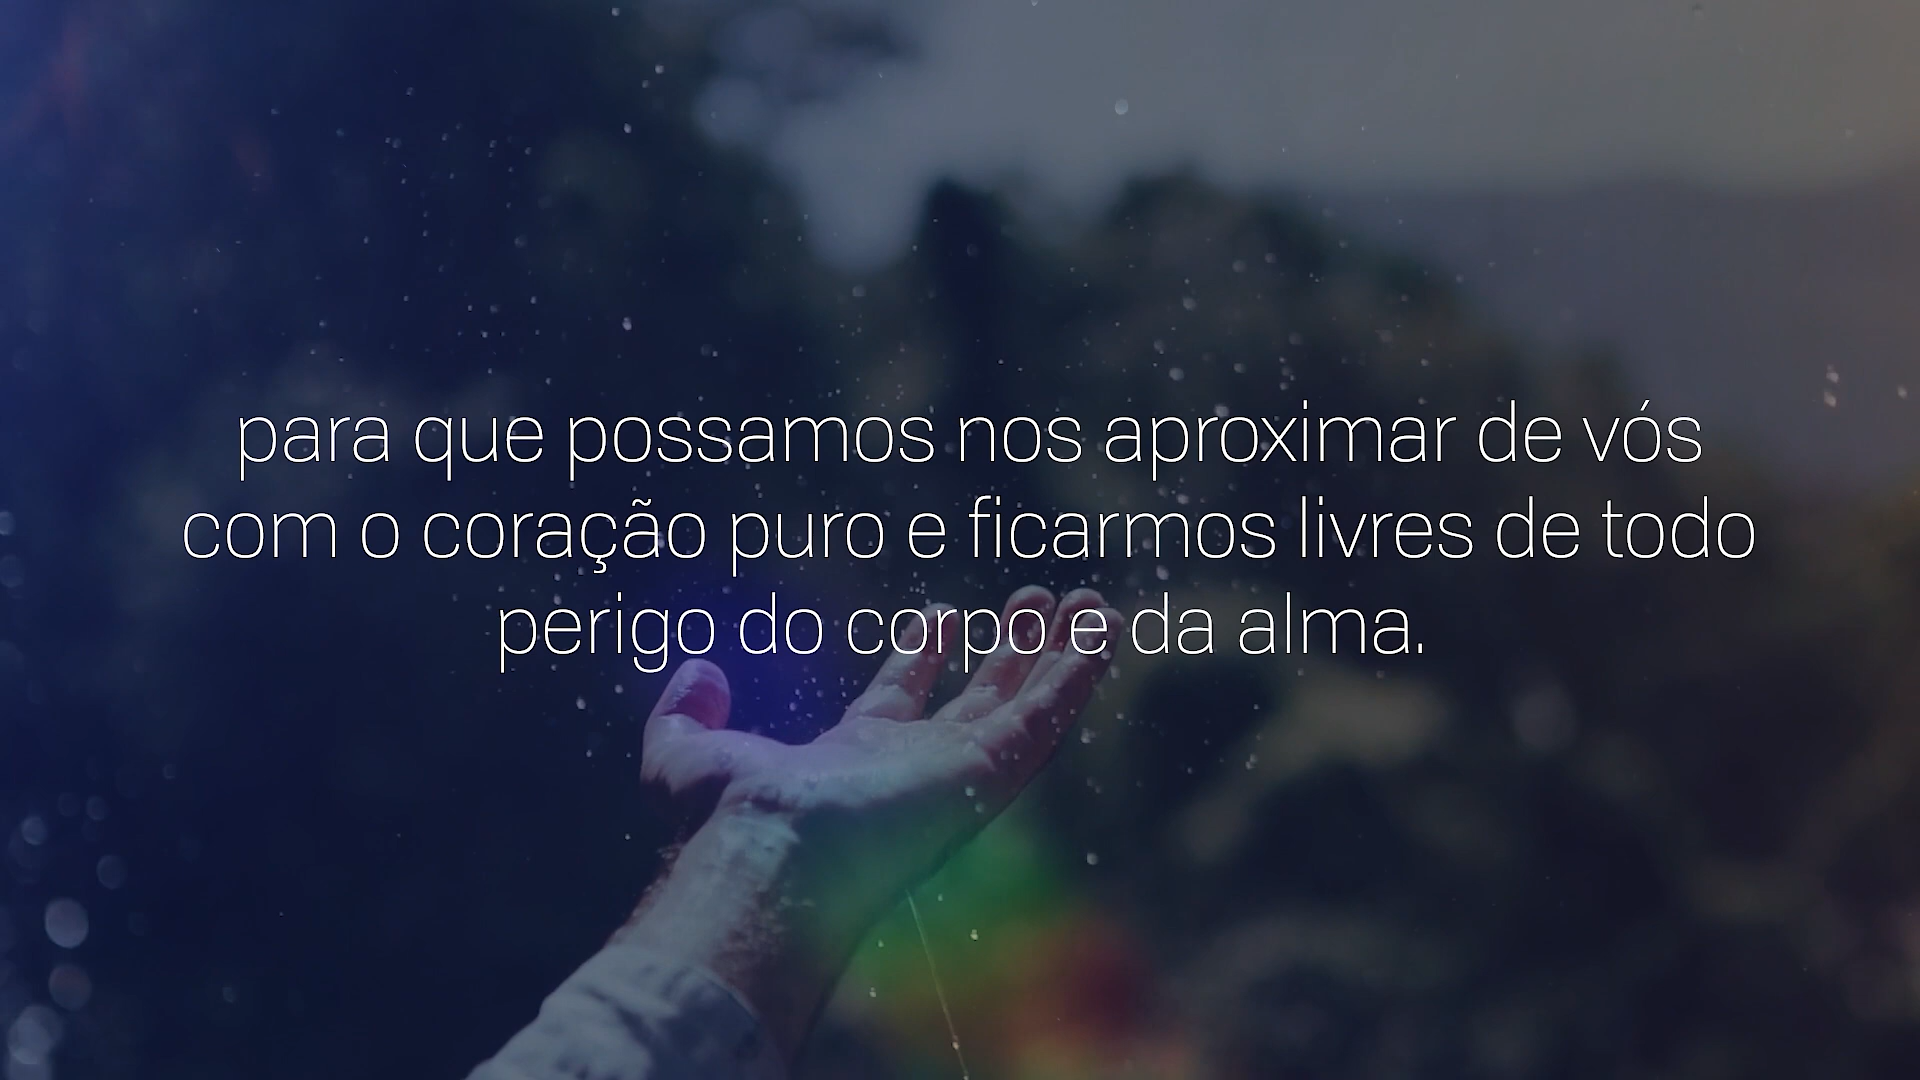 para que possamos nos aproximar de vós
com o coração puro e ficarmos livres de todo
perigo do corpo e da alma.